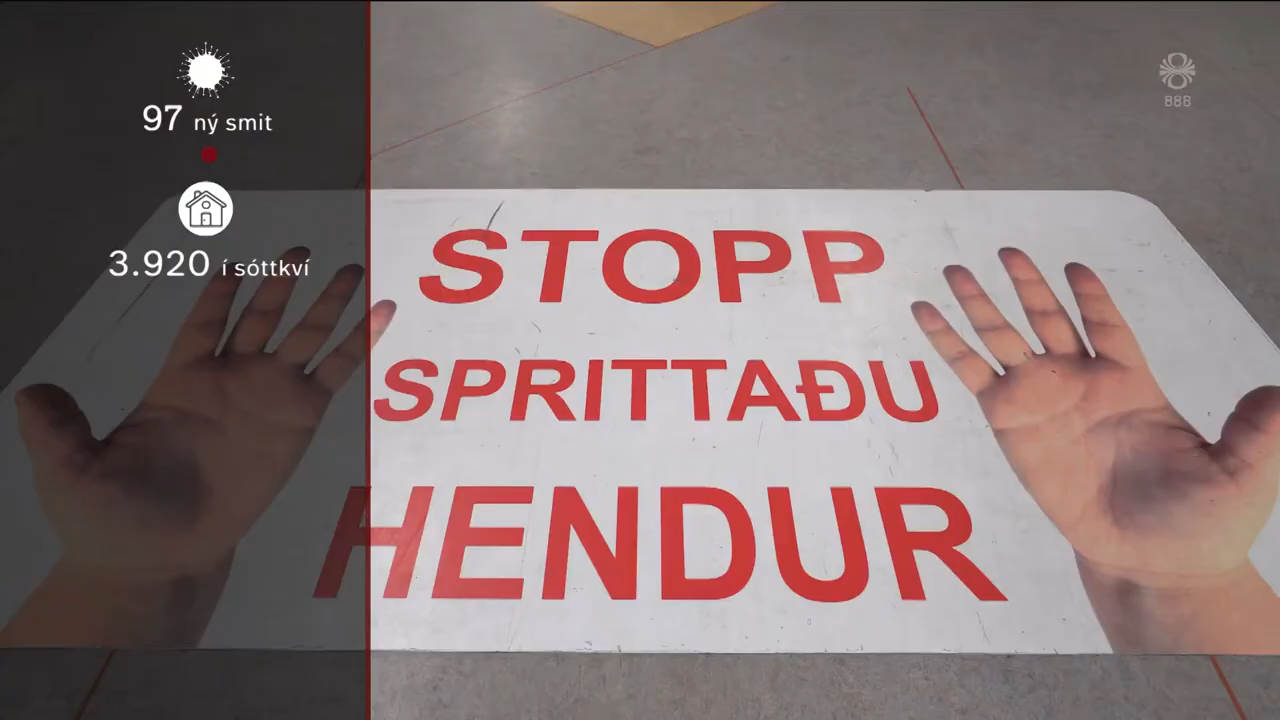 97 ný smit
3.920 í sóttkví
888
STOPP
SPRITTAÐU
HENDUR